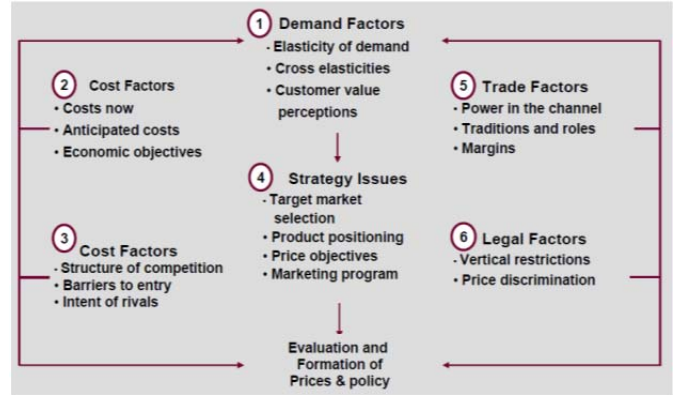 1 Demand Factors
· Elasticity of demand
• Cross elasticities
• Customer value
perceptions
2 Cost Factors
• Costs now
• Anticipated costs
• Economic objectives
3
Cost Factors
· Structure of competition
• Barriers to entry
• Intent of rivals
4 Strategy Issues
· Target market
selection
• Product positioning
• Price objectives
• Marketing program
5 Trade Factors
• Power in the channel
• Traditions and roles
• Margins
6 Legal Factors
· Vertical restrictions
• Price discrimination
Evaluation and
Formation of
Prices & policy